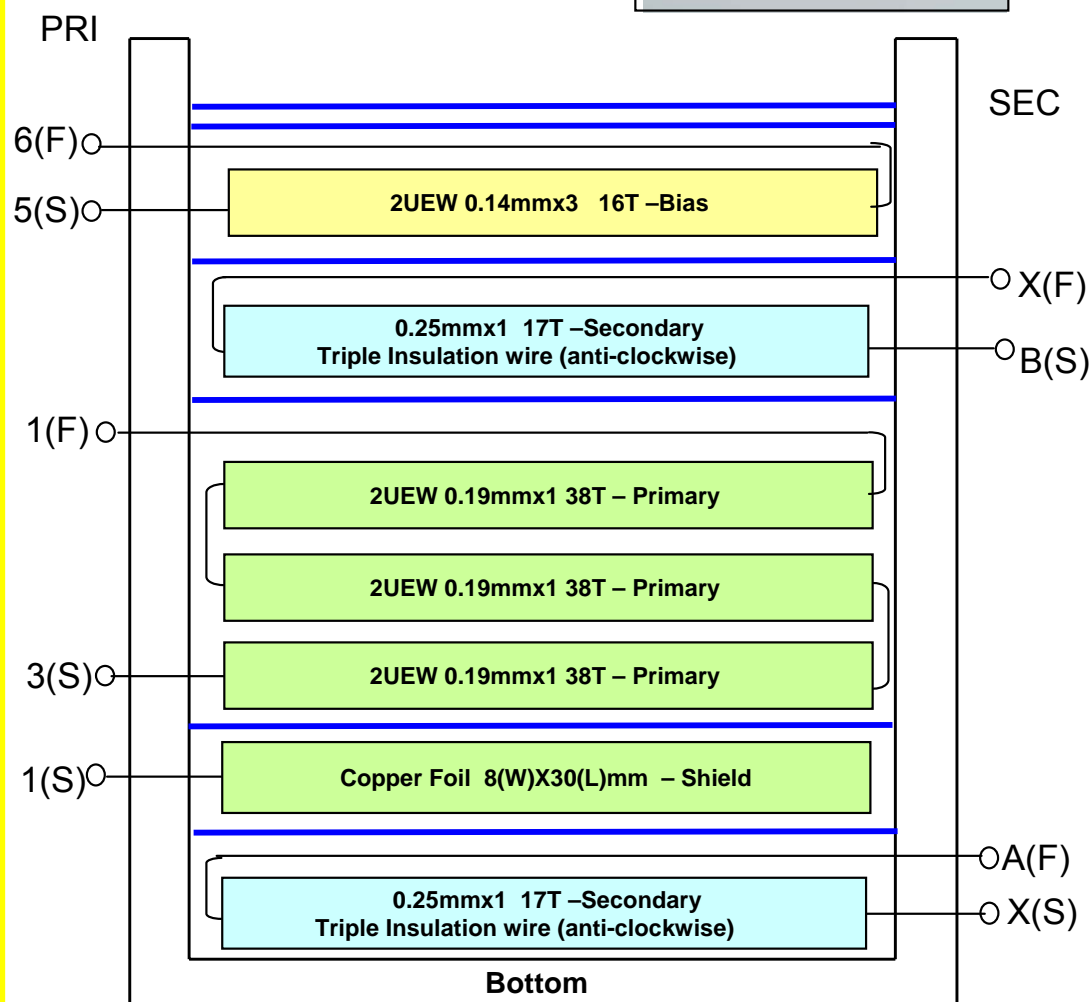 PRI
SEC
6(F)
5(S)
2UEW 0.14mmx3 16T –Bias
X(F)
0.25mmx1 17T –Secondary
Triple Insulation wire (anti-clockwise)
B(S)
1(F)
2UEW 0.19mmx1 38T – Primary
2UEW 0.19mmx1 38T – Primary
3(S)
2UEW 0.19mmx1 38T – Primary
1(S)
Copper Foil 8(W)X30(L)mm – Shield
A(F)
0.25mmx1 17T –Secondary
Triple Insulation wire (anti-clockwise)
X(S)
Bottom